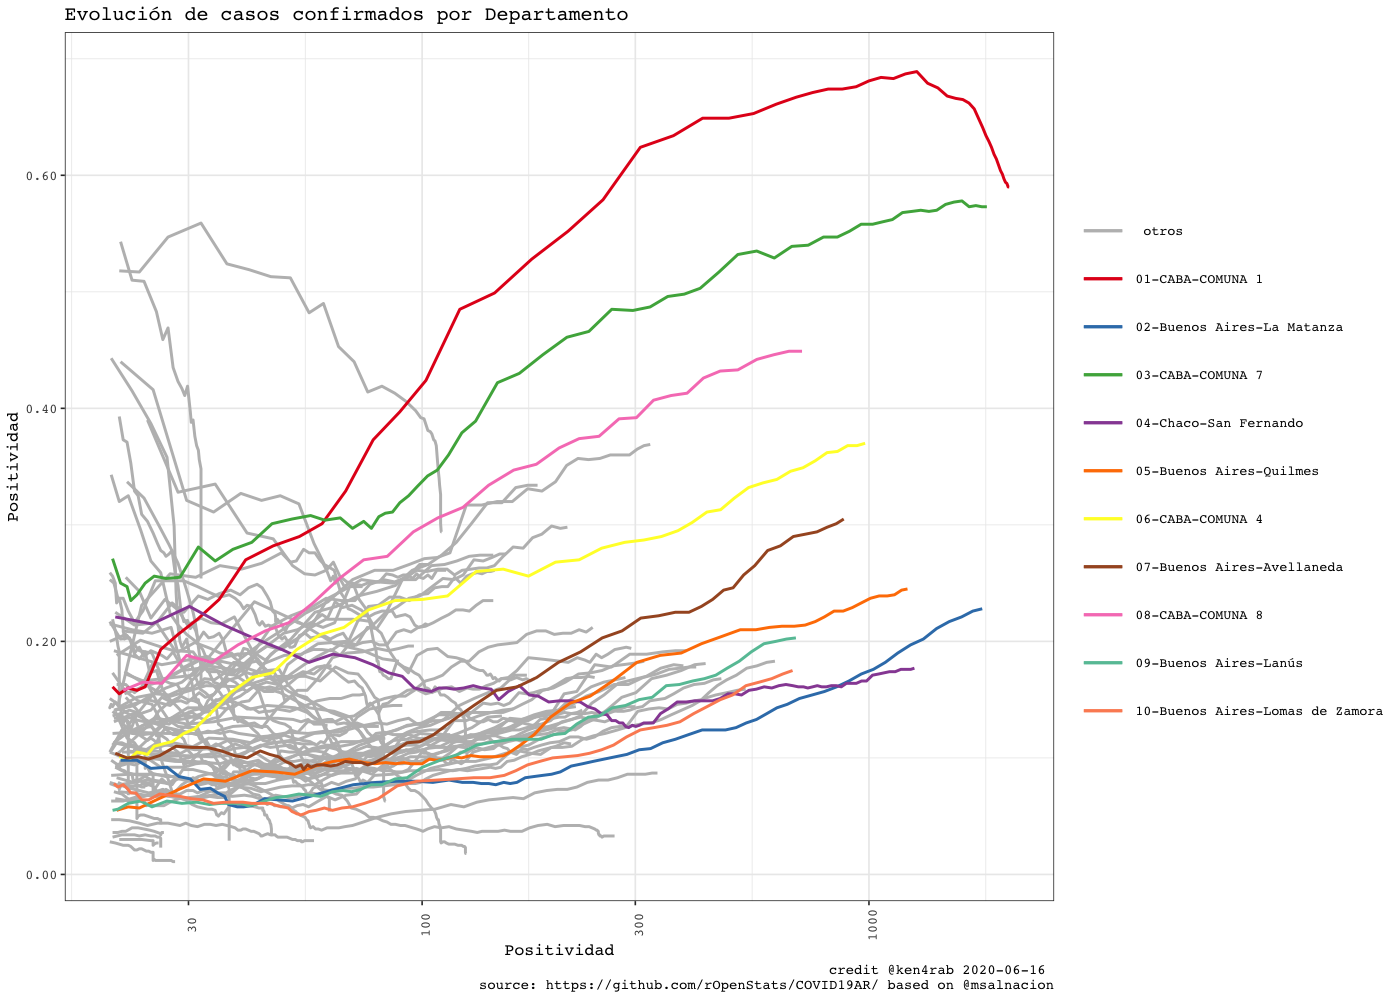 Evolución de casos confirmados por Departamento
Positividad
0.60
0.40
0.20
0.00
30
100
300
1000
Positividad
otros
01-CABA-COMUNA 1
02-Buenos Aires-La Matanza
03-CABA-COMUNA 7
04-Chaco-San Fernando
05-Buenos Aires-Quilmes
06-CABA-COMUNA 4
07-Buenos Aires-Avellaneda
08-CABA-COMUNA 8
09-Buenos Aires-Lanús
10-Buenos Aires-Lomas de Zamora
credit @ken4rab 2020-06-16
source: https://github.com/rOpenStats/COVID19AR/ based on @msalnacion